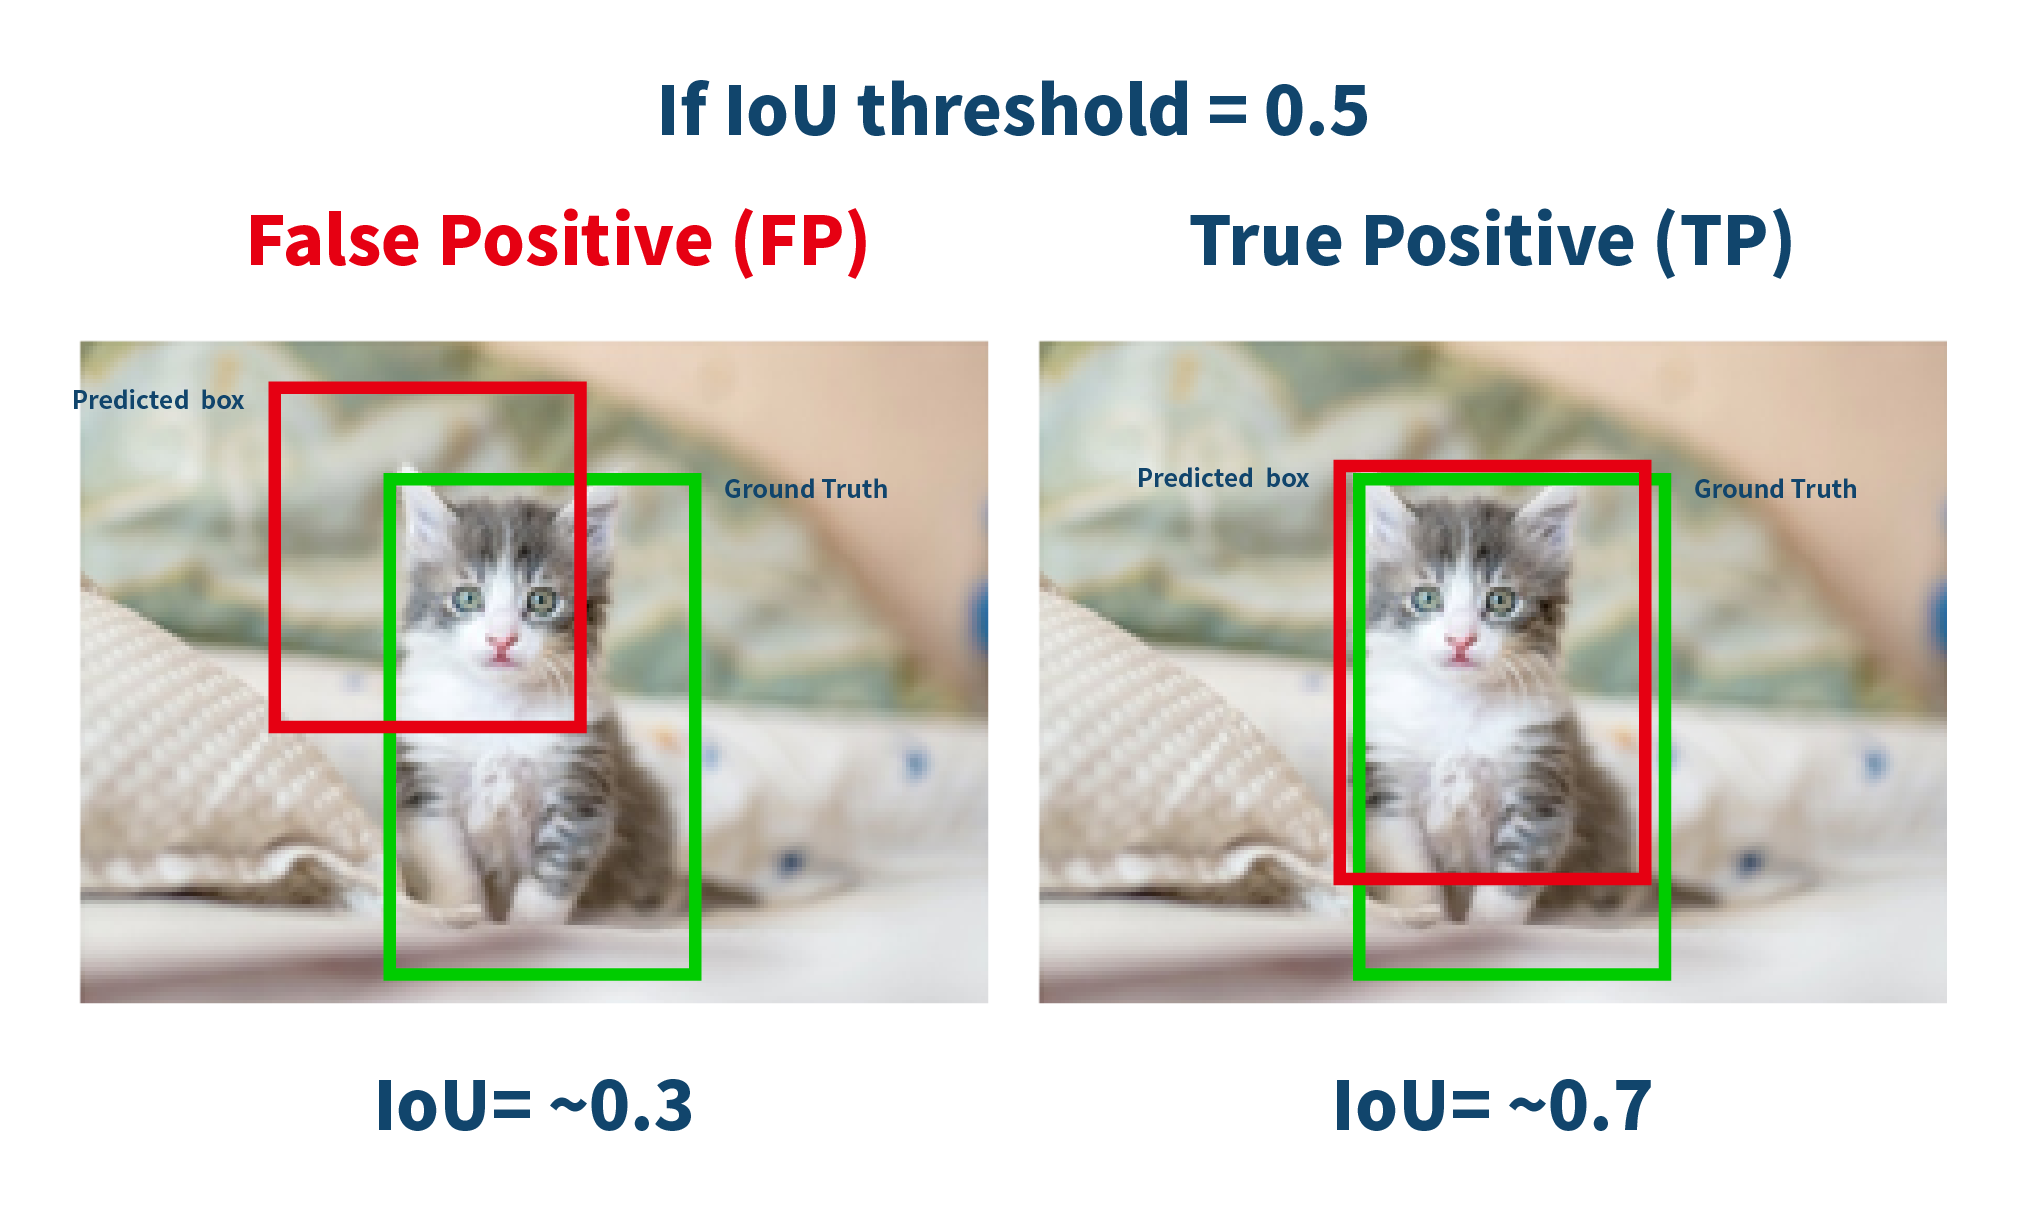 If IoU threshold = 0.5
False Positive (FP)
True Positive (TP)
Predicted box
Ground Truth
Predicted box
Ground Truth
IoU= ~0.3
IoU= ~0.7